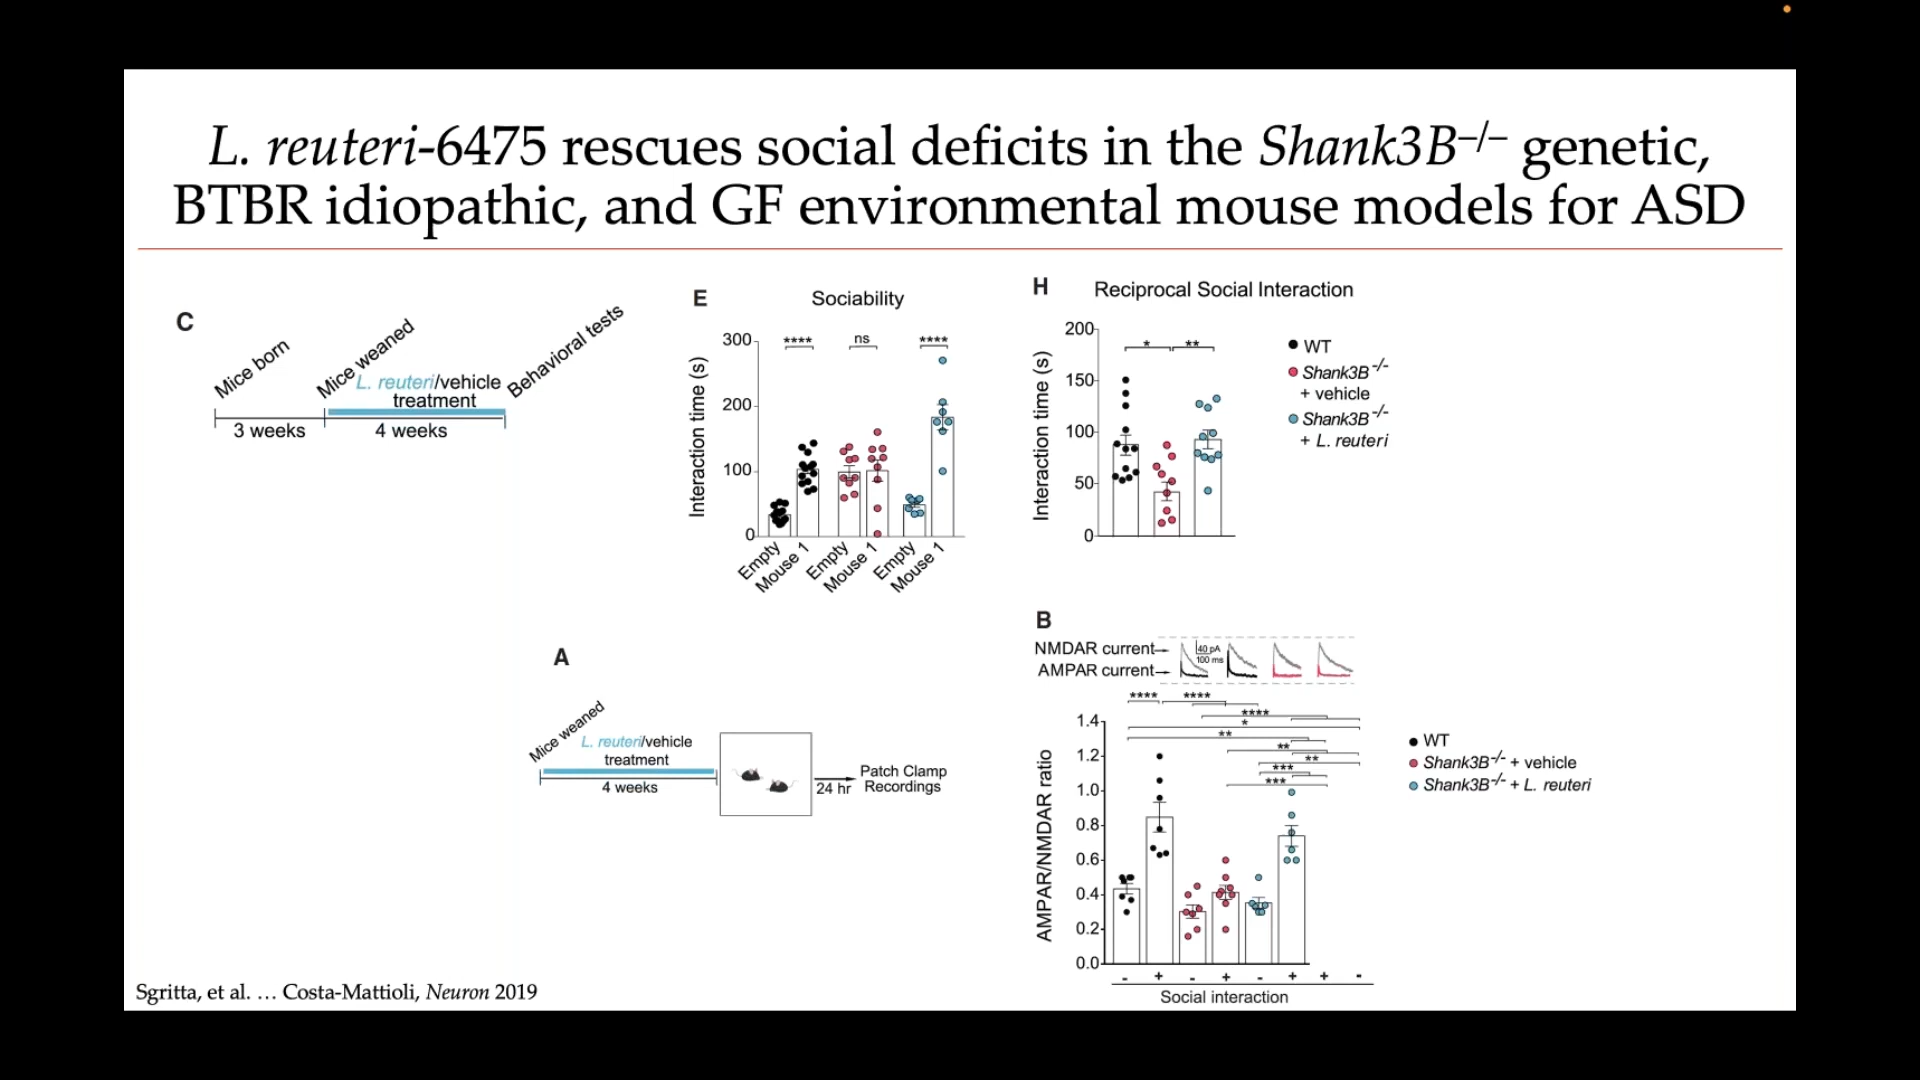 L. reuteri-6475 rescues social deficits in the Shank3B–/– genetic,
BTBR idiopathic, and GF environmental mouse models for ASD
C
Mice born
Mice weaned
L. reuteri/vehicle
treatment
Behavioral tests
3 weeks
4 weeks
E
Sociability
Interaction time (s)
300
200
100
0
****
ns
****
Empty
Mouse 1
Empty
Mouse 1
Empty
Mouse 1
H
Reciprocal Social Interaction
Interaction time (s)
200
150
100
50
0
*
**
WT
Shank3B-/-
+ vehicle
Shank3B-/-
+ L. reuteri
A
Mice weaned
L. reuteri/vehicle
treatment
4 weeks
24 hr
Patch Clamp
Recordings
B
NMDAR current
AMPAR current
40 pA
100 ms
**** ****
****
*
**
**
**
***
***
AMPAR/NMDAR ratio
1.4
1.2
1.0
0.8
0.6
0.4
0.2
0.0
- + - + - + + -
Social interaction
WT
Shank3B-/- + vehicle
Shank3B-/- + L. reuteri
Sgritta, et al. … Costa-Mattioli, Neuron 2019